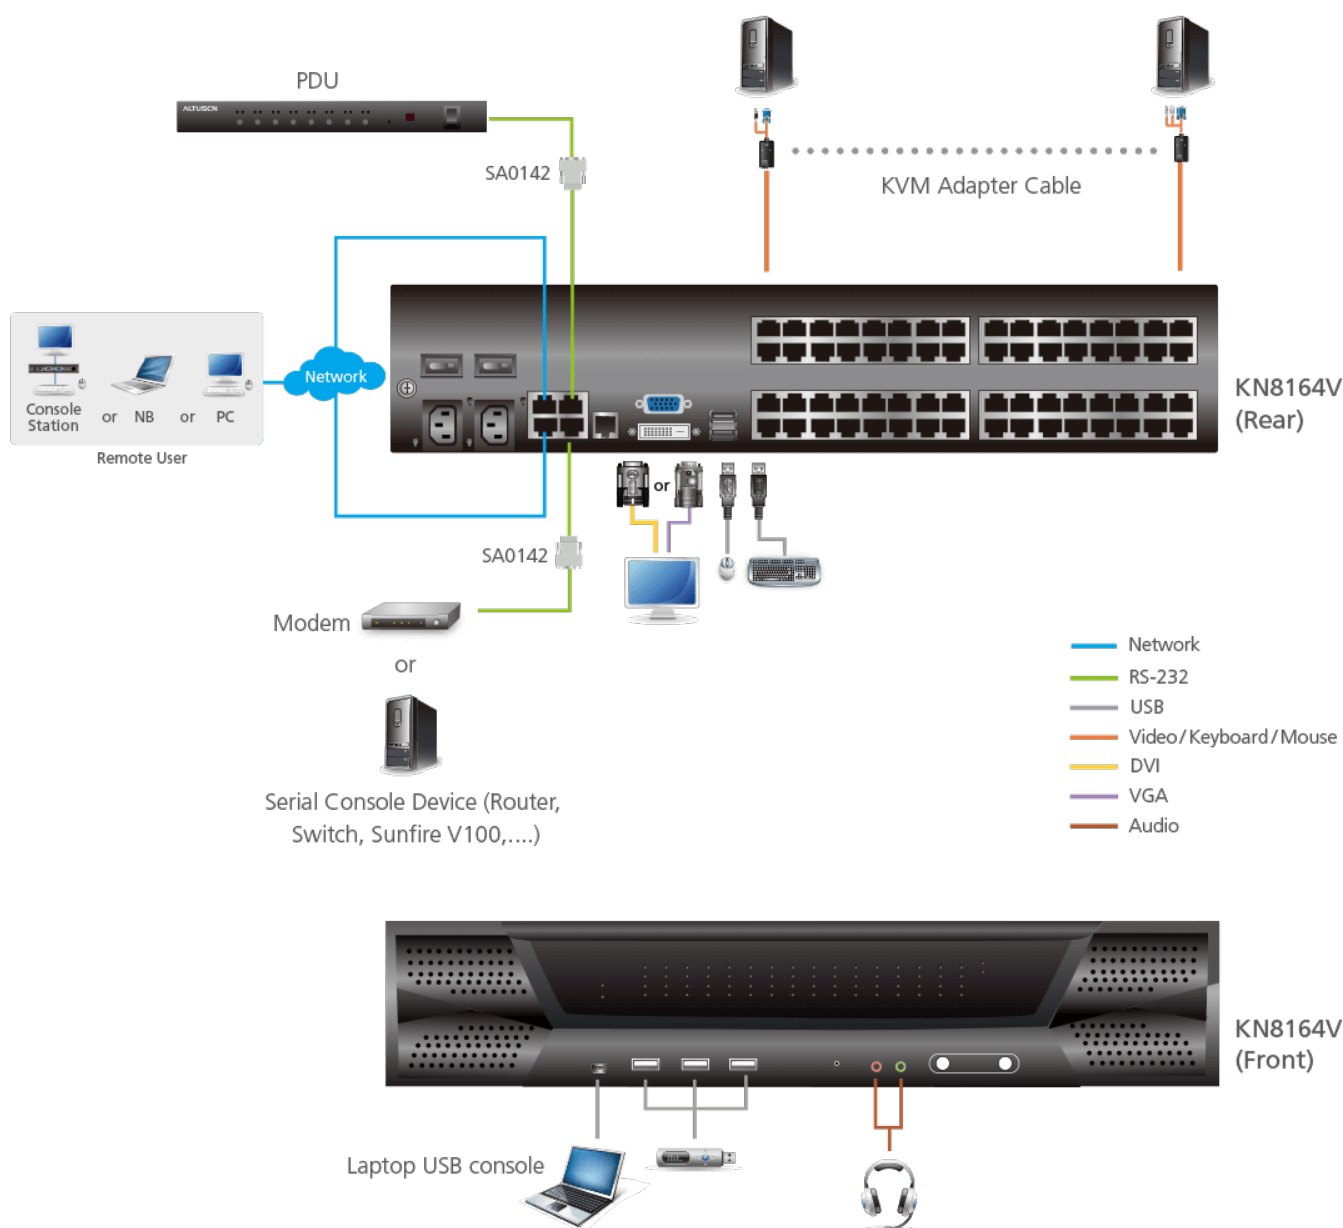 PDU
ALTUSCN
SA0142
KVM Adapter Cable
Network
Console
Station
or
NB
or
PC
Remote User
KN8164V
(Rear)
or
SA0142
Modem
or
Serial Console Device (Router,
Switch, Sunfire V100,....)
Network
RS-232
USB
Video/Keyboard/Mouse
DVI
VGA
Audio
KN8164V
(Front)
Laptop USB console